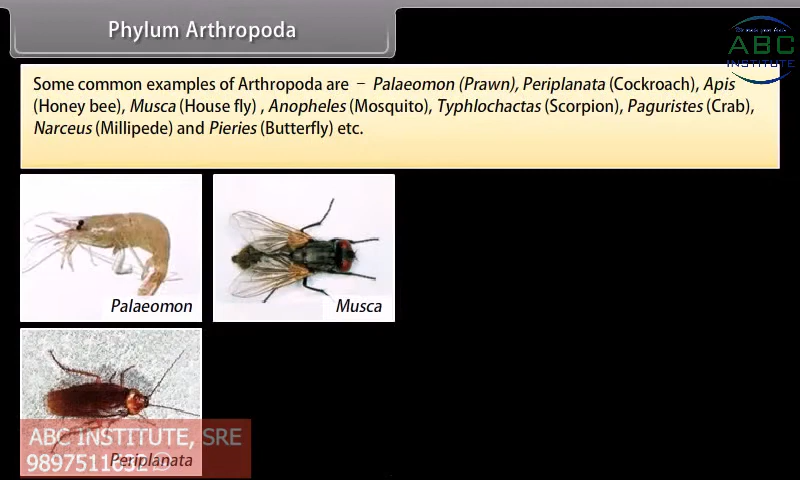 Phylum Arthropoda
ABC
INSTITUTE
Some common examples of Arthropoda are – Palaeomon (Prawn), Periplanata (Cockroach), Apis
(Honey bee), Musca (House fly) , Anopheles (Mosquito), Typhlochactas (Scorpion), Paguristes (Crab),
Narceus (Millipede) and Pieries (Butterfly) etc.
Palaeomon
Musca
ABC INSTITUTE, SRE
Periplanata